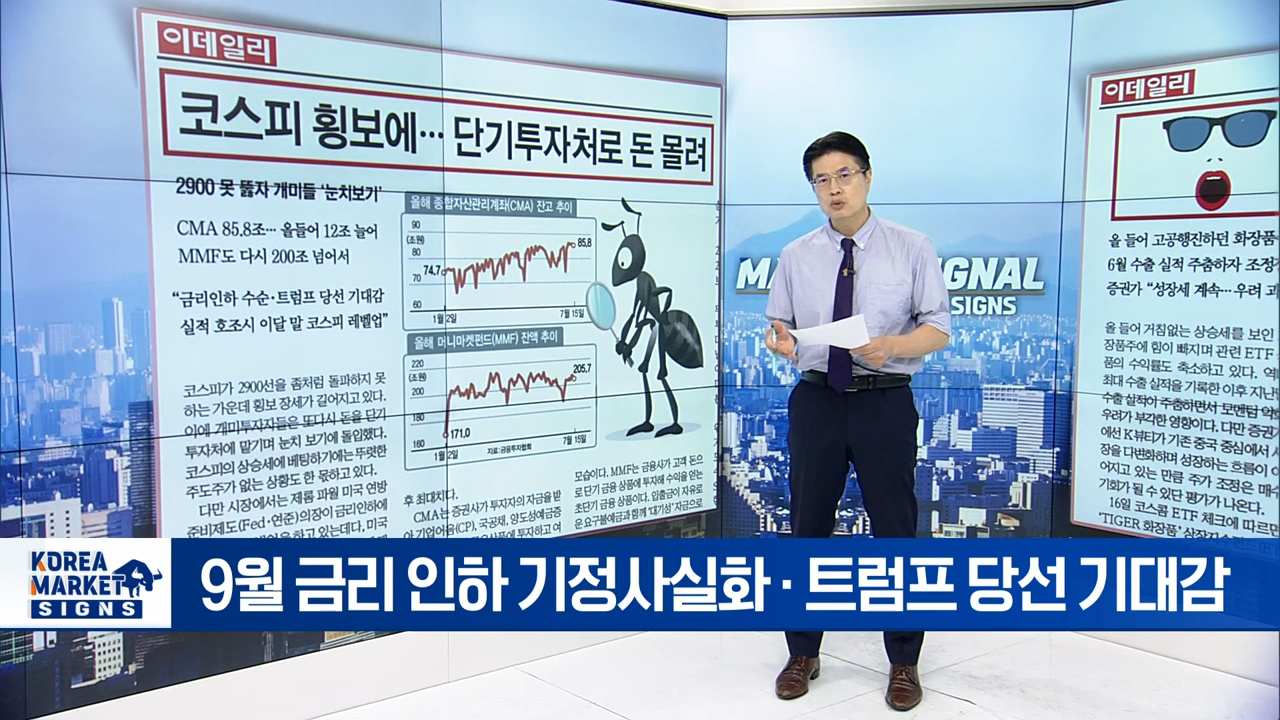 이데일리
코스피 횡보에… 단기투자처로 돈 몰려
2900 못 뚫자 개미들 '눈치보기'
CMA 85.8조… 올들어 12조 늘어
MMF도 다시 200조 넘어서
"금리인하 수순·트럼프 당선 기대감
실적 호조시 이달 말 코스피 레벨업"
코스피가 2900선을 좀처럼 돌파하지 못
하는 가운데 횡보 장세가 길어지고 있다.
이에 개미투자자들은 또다시 돈을 단기
투자처에 맡기며 눈치 보기에 돌입했다.
코스피의 상승세에 베팅하기에는 뚜렷한
주도주가 없는 상황도 한 몫하고 있다.
다만 시장에서는 제롬 파월 미국 연방
준비제도(Fed·연준)의장이 금리인하에
올해 종합자산관리계좌(CMA) 잔고 추이
90
(조원)
80
70
60
74.7
85.8
1월 2일
7월 15일
올해 머니마켓펀드(MMF) 잔액 추이
220
(조원)
200
180
160
171.0
205.7
1월 2일
7월 15일
자료:금융투자협회
후 최대치다.
CMA는 증권사가 투자자의 자금을 받
아 기업어음(CP), 국공채, 양도성예금증
모습이다. MMF는 금융사가 고객 돈으
로 단기 금융 상품에 투자해 수익을 얻는
초단기 금융 상품이다. 입출금이 자유로
운 요구불예금과 함께 '대기성' 자금으로
MA
GNAL
SIGNS
이데일리
올 들어 고공행진하던 화장품
6월 수출 실적 주춤하자 조정
증권가 "성장세 계속…우려 과
올 들어 거침없는 상승세를 보인
장품주에 힘이 빠지며 관련 ETF
품의 수익률도 축소하고 있다. 역
최대 수출 실적을 기록한 이후 지난
수출 실적이 주춤하면서 모멘텀 약
우려가 부각한 영향이다. 다만 증권
에선 K뷰티가 기존 중국 중심에서 시
장을 다변화하며 성장하는 흐름이 이
어지고 있는 만큼 주가 조정은 매수
기회가 될 수 있단 평가가 나온다.
16일 코스콤 ETF 체크에 따르면
'TIGER 화장품' 상장지수
KOREA
MARKET
SIGNS
9월 금리 인하 기정사실화·트럼프 당선 기대감